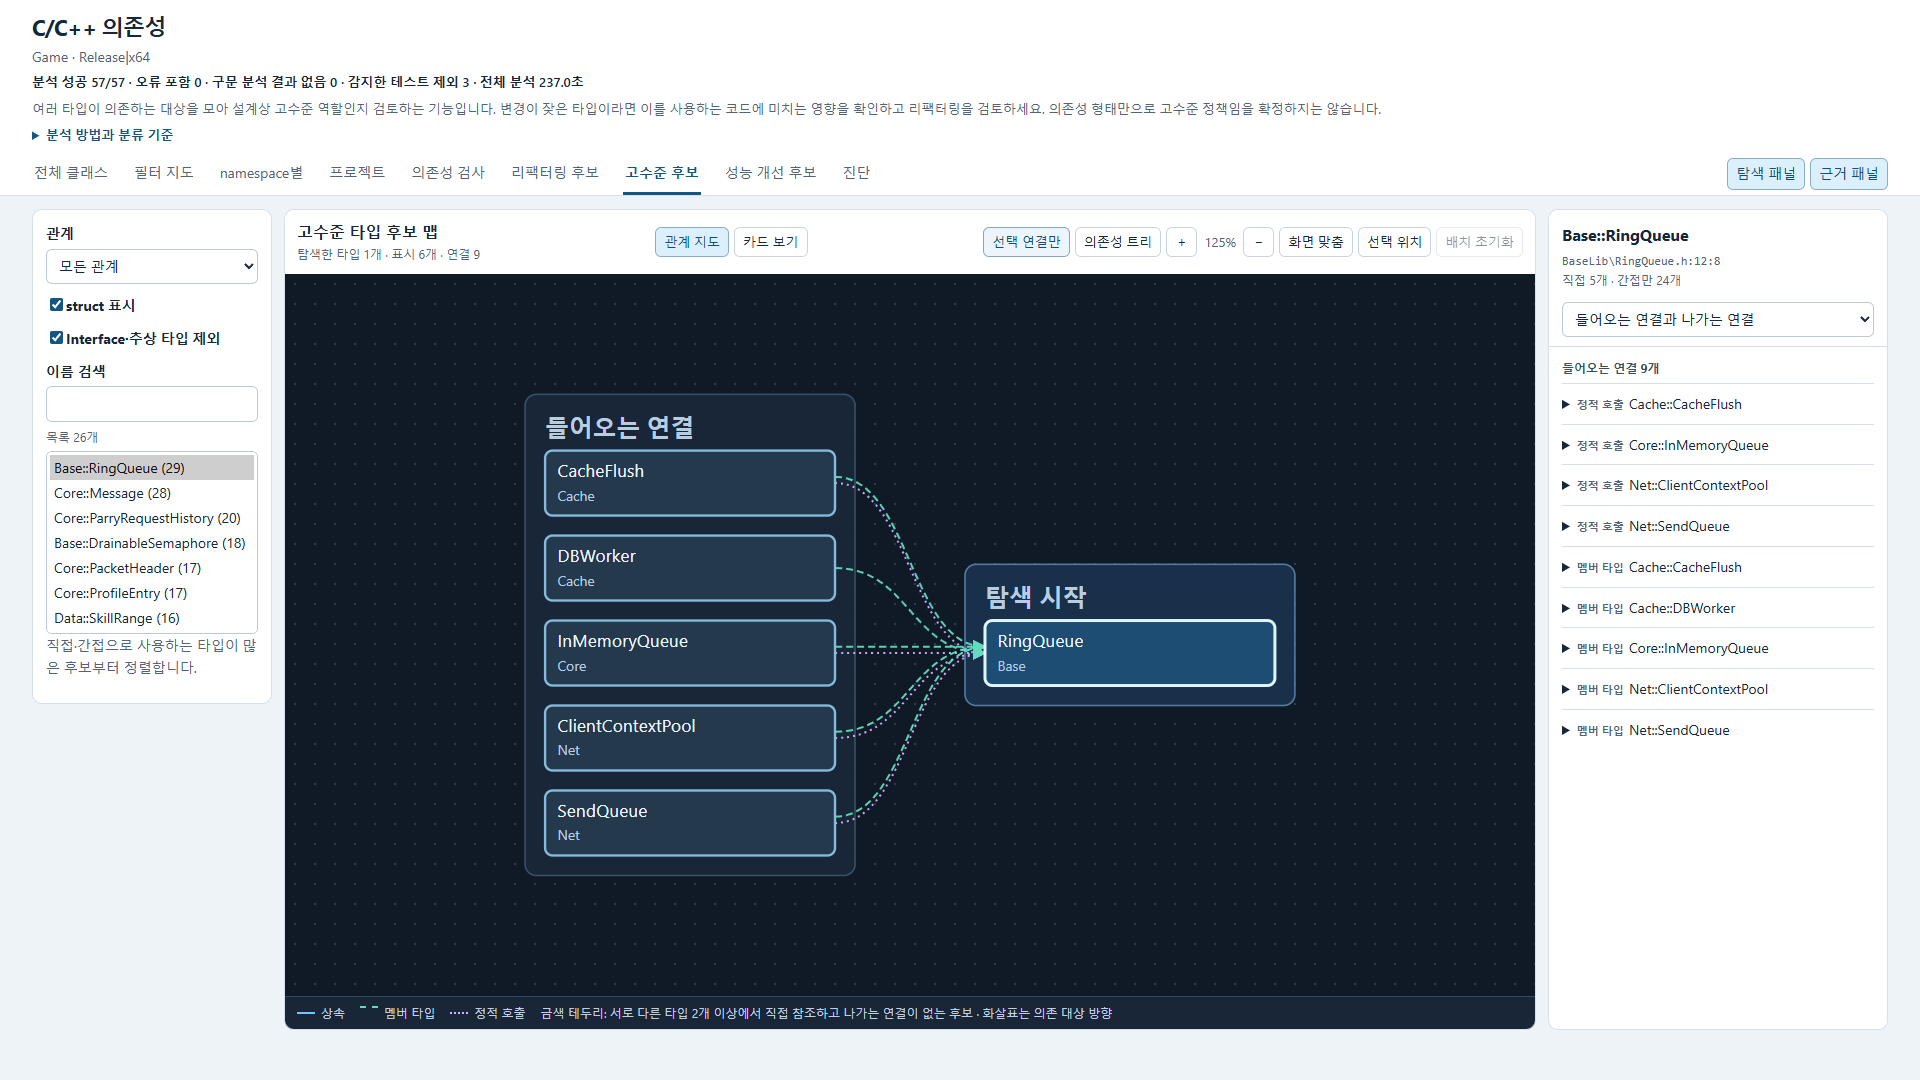 C/C++ 의존성
Game · Release|x64
분석 성공 57/57 · 오류 포함 0 · 구문 분석 결과 없음 0 · 감지한 테스트 제외 3 · 전체 분석 237.0초
여러 타입이 의존하는 대상을 모아 설계상 고수준 역할인지 검토하는 기능입니다. 변경이 잦은 타입이라면 이를 사용하는 코드에 미치는 영향을 확인하고 리팩터링을 검토하세요. 의존성 형태만으로 고수준 정책임을 확정하지는 않습니다.
▶ 분석 방법과 분류 기준
전체 클래스 필터 지도 namespace별 프로젝트 의존성 검사 리팩터링 후보 고수준 후보 성능 개선 후보 진단
탐색 패널 근거 패널
관계
모든 관계
struct 표시
Interface·추상 타입 제외
이름 검색
목록 26개
Base::RingQueue (29)
Core::Message (28)
Core::ParryRequestHistory (20)
Base::DrainableSemaphore (18)
Core::PacketHeader (17)
Core::ProfileEntry (17)
Data::SkillRange (16)
직접·간접으로 사용하는 타입이 많
은 후보부터 정렬합니다.
고수준 타입 후보 맵
탐색한 타입 1개 · 표시 6개 · 연결 9
관계 지도 카드 보기
선택 연결만 의존성 트리 + 125% − 화면 맞춤 선택 위치 배치 초기화
들어오는 연결
CacheFlush
Cache
DBWorker
Cache
InMemoryQueue
Core
ClientContextPool
Net
SendQueue
Net
탐색 시작
RingQueue
Base
상속 멤버 타입 정적 호출 금색 테두리: 서로 다른 타입 2개 이상에서 직접 참조하고 나가는 연결이 없는 후보 · 화살표는 의존 대상 방향
Base::RingQueue
BaseLib\RingQueue.h:12:8
직접 5개 · 간접만 24개
들어오는 연결과 나가는 연결
들어오는 연결 9개
▶ 정적 호출 Cache::CacheFlush
▶ 정적 호출 Core::InMemoryQueue
▶ 정적 호출 Net::ClientContextPool
▶ 정적 호출 Net::SendQueue
▶ 멤버 타입 Cache::CacheFlush
▶ 멤버 타입 Cache::DBWorker
▶ 멤버 타입 Core::InMemoryQueue
▶ 멤버 타입 Net::ClientContextPool
▶ 멤버 타입 Net::SendQueue